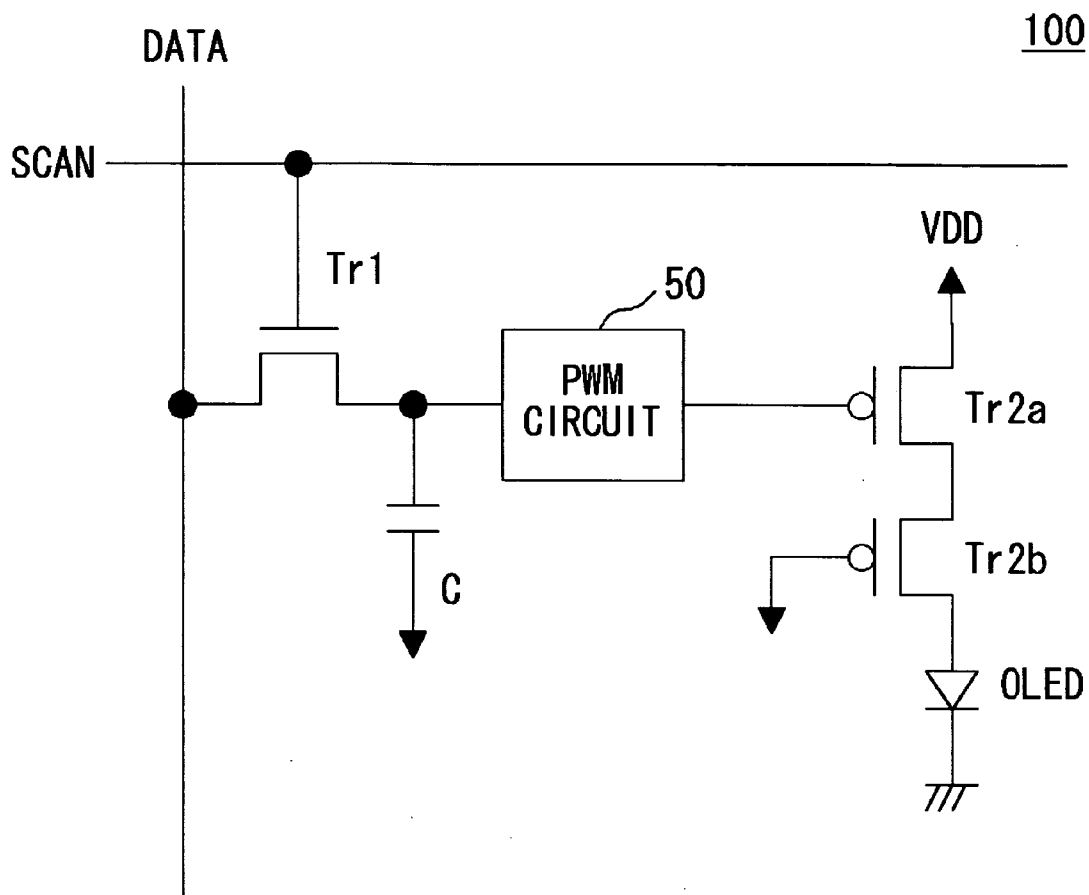 100
DATA
SCAN
VDD
Tr1
50
PWM
CIRCUIT
Tr2a
Tr2b
C
OLED